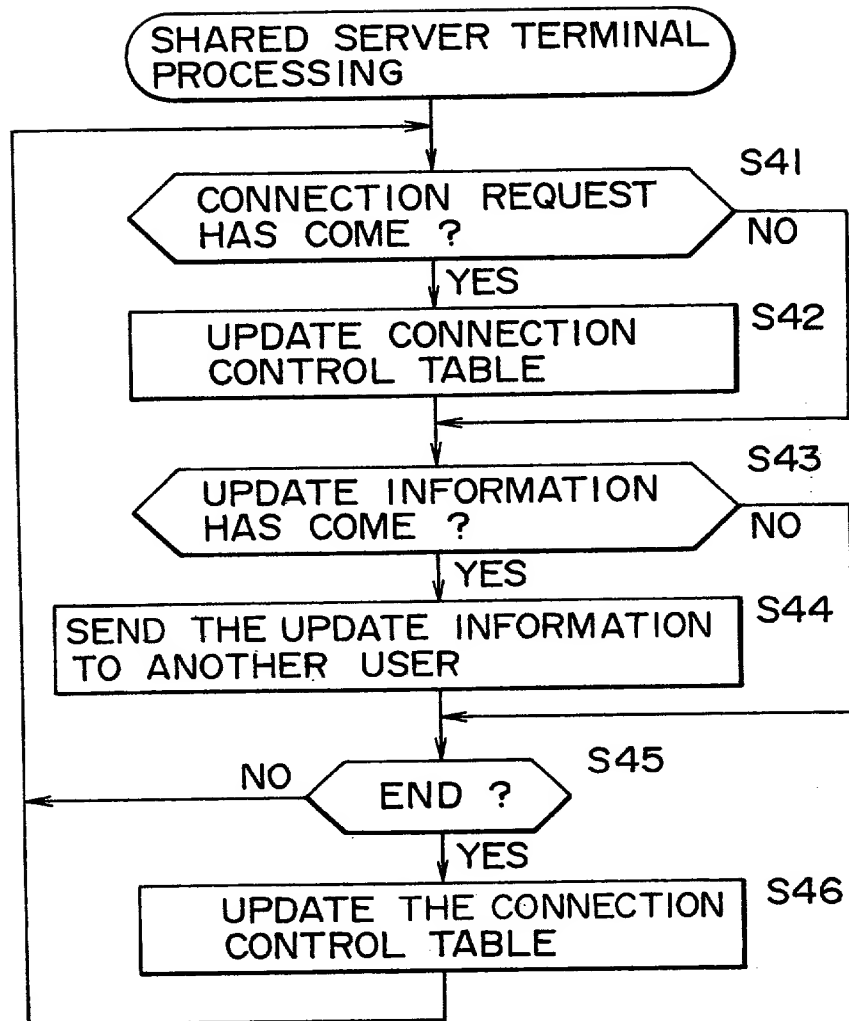 SHARED SERVER TERMINAL
PROCESSING
S41
CONNECTION REQUEST
HAS COME ?
NO
YES
S42
UPDATE CONNECTION
CONTROL TABLE
S43
UPDATE INFORMATION
HAS COME ?
NO
YES
S44
SEND THE UPDATE INFORMATION
TO ANOTHER USER
S45
NO
END ?
YES
S46
UPDATE THE CONNECTION
CONTROL TABLE